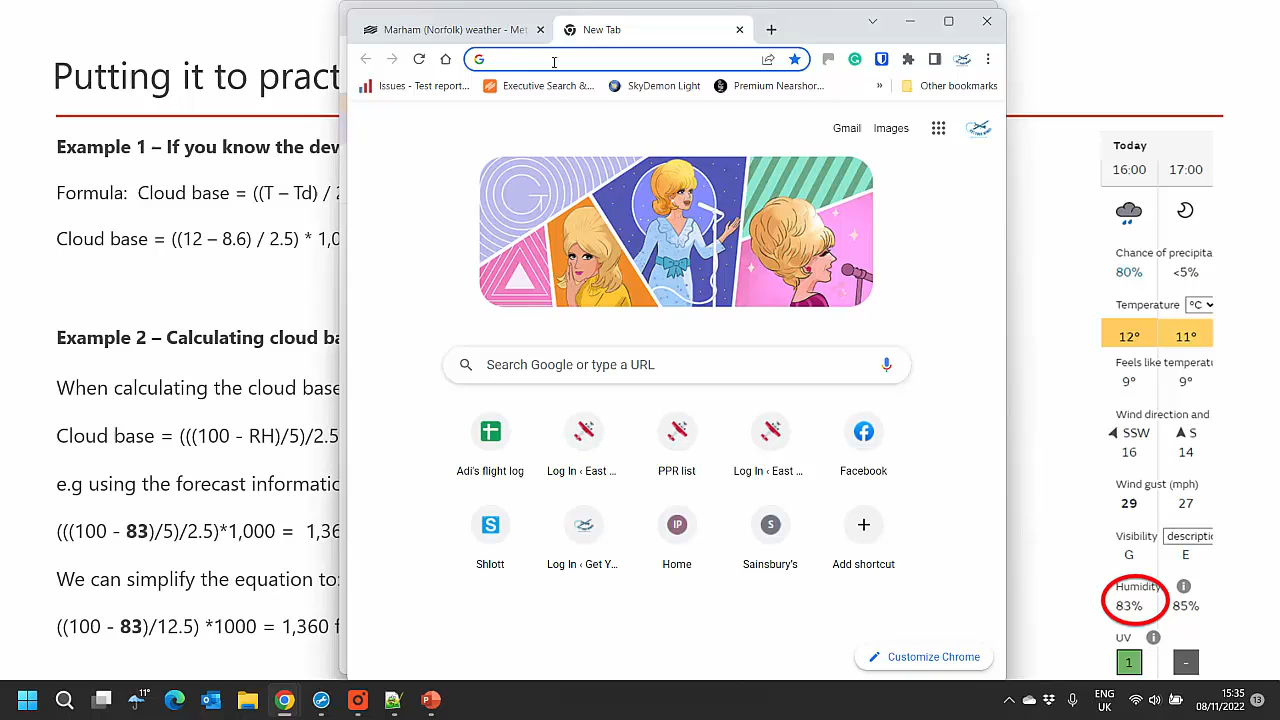 Marham (Norfolk) weather - Met
New Tab
Issues - Test report...
Executive Search &...
SkyDemon Light
Premium Nearshor...
»
Other bookmarks
Gmail
Images
Search Google or type a URL
Adi's flight log
Log In ‹ East ...
PPR list
Log In ‹ East ...
Facebook
S
IP
S
Shlott
Log In ‹ Get Y...
Home
Sainsbury's
Add shortcut
Customize Chrome
Putting it to pract
Example 1 – If you know the dew
Formula: Cloud base = ((T – Td) / 2
Cloud base = ((12 – 8.6) / 2.5) * 1,0
Example 2 – Calculating cloud ba
When calculating the cloud base
Cloud base = (((100 - RH)/5)/2.5
e.g using the forecast informatio
(((100 - 83)/5)/2.5)*1,000 = 1,36
We can simplify the equation to:
((100 - 83)/12.5) *1000 = 1,360 f
Today
16:00 17:00
Chance of precipita
80% <5%
Temperature °C
12° 11°
Feels like temperatu
9° 9°
Wind direction and
SSW S
16 14
Wind gust (mph)
29 27
Visibility descriptio
G E
Humidity i
83% 85%
UV i
1 -
11°
ENG
UK
15:35
08/11/2022
13